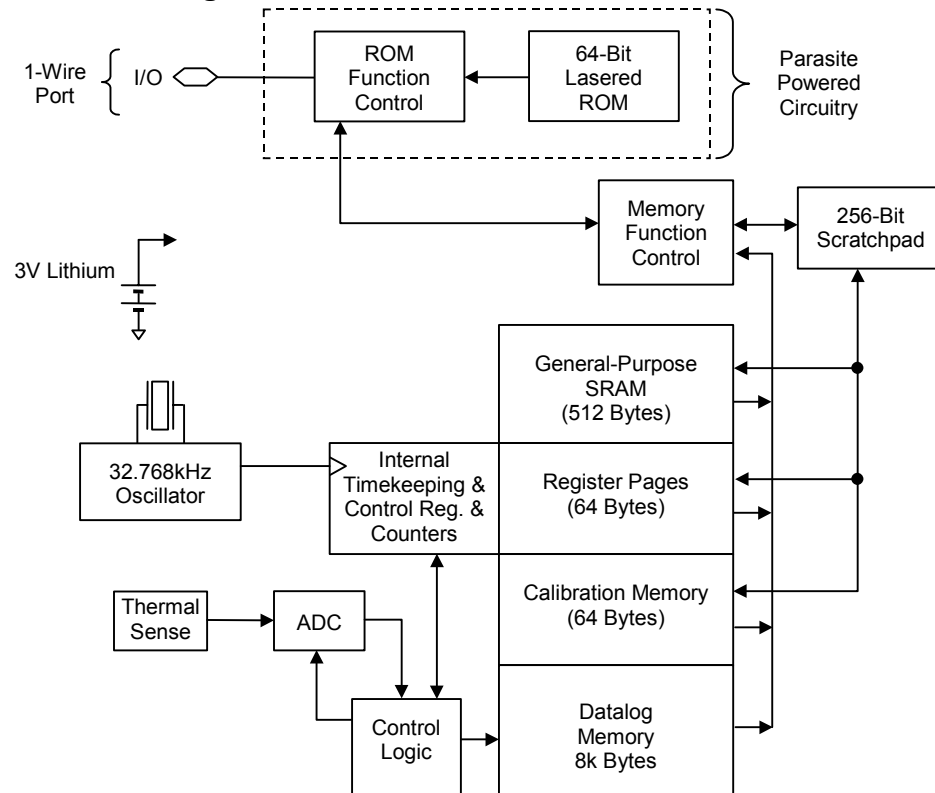 ROM
Function
Control
64-Bit
Lasered
ROM
1-Wire
Port
I/O
Parasite
Powered
Circuitry
Memory
Function
Control
256-Bit
Scratchpad
3V Lithium
General-Purpose
SRAM
(512 Bytes)
32.768kHz
Oscillator
Internal
Timekeeping &
Control Reg. &
Counters
Register Pages
(64 Bytes)
Thermal
Sense
ADC
Calibration Memory
(64 Bytes)
Control
Logic
Datalog
Memory
8k Bytes